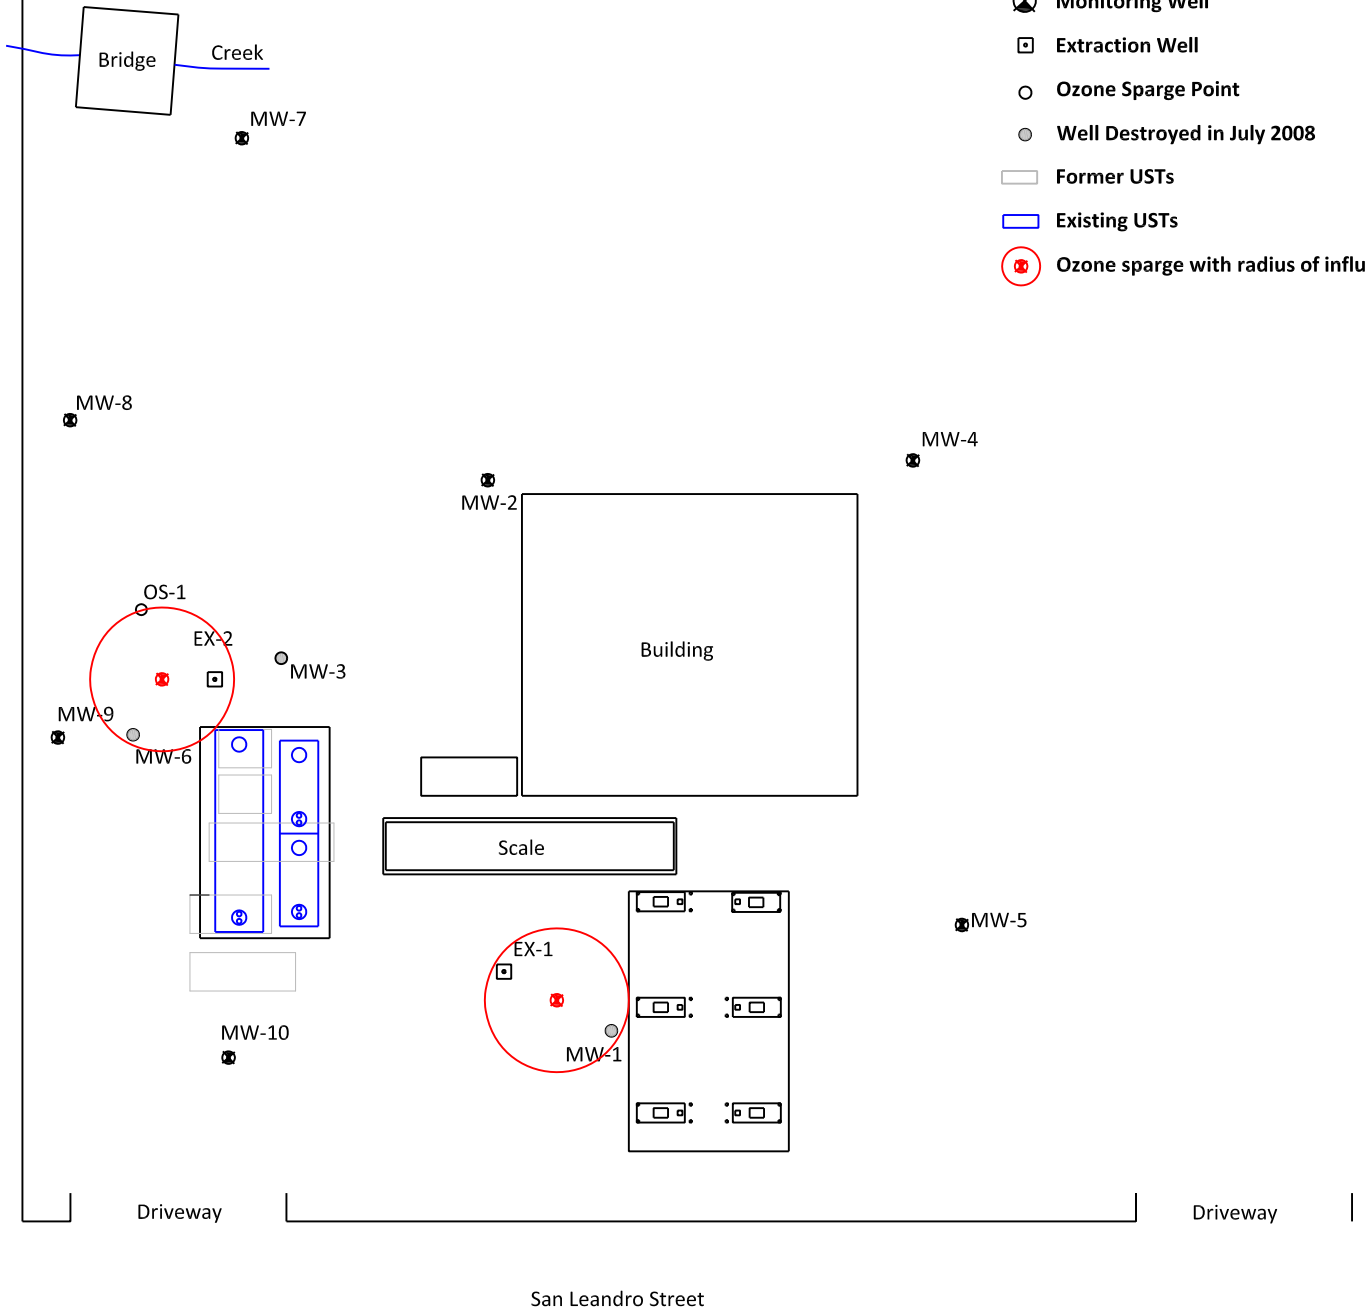 Monitoring Well
Bridge
Creek
Extraction Well
Ozone Sparge Point
MW-7
Well Destroyed in July 2008
Former USTs
Existing USTs
Ozone sparge with radius of influ
MW-8
MW-4
MW-2
OS-1
EX-2
Building
MW-3
MW-9
MW-6
Scale
MW-5
EX-1
MW-10
MW-1
Driveway
Driveway
San Leandro Street